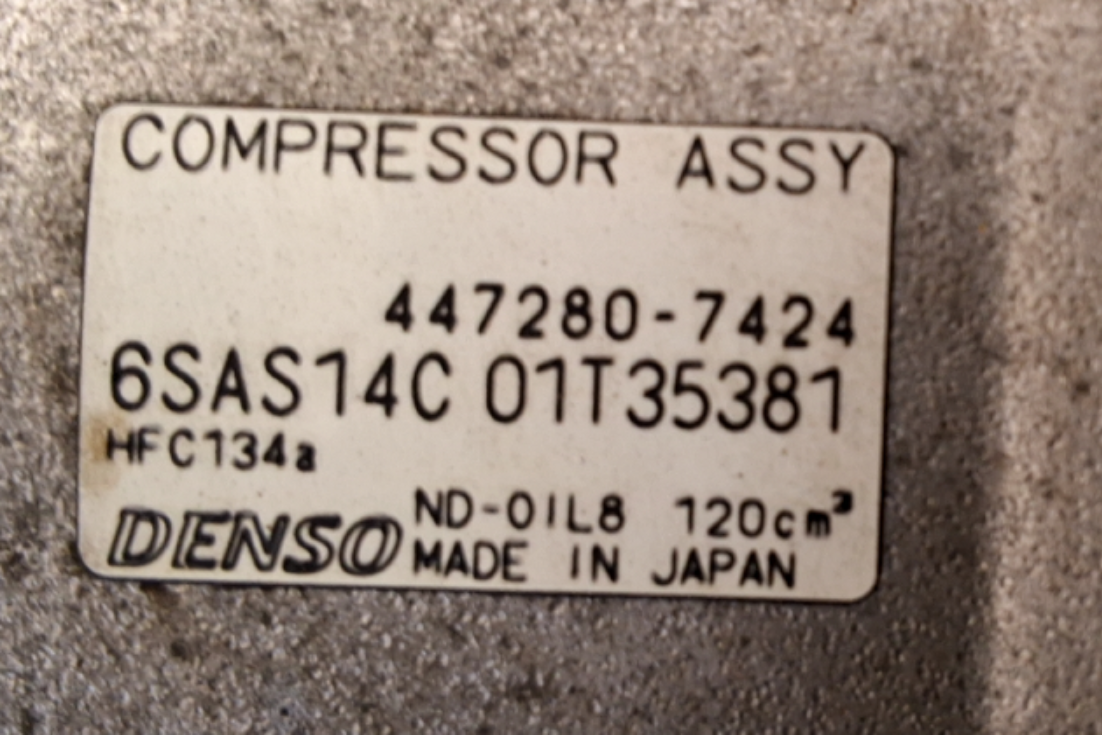 COMPRESSOR ASSY
447280-7424
6SAS14C 01T35381
HFC134a
DENSO ND-OIL8 120cm³
MADE IN JAPAN